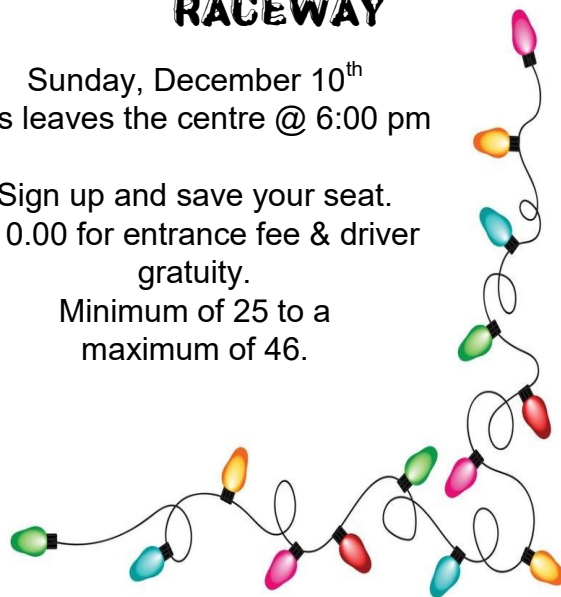 RACEWAY
Sunday, December 10th
s leaves the centre @ 6:00 pm
Sign up and save your seat.
0.00 for entrance fee & driver
gratuity.
Minimum of 25 to a
maximum of 46.